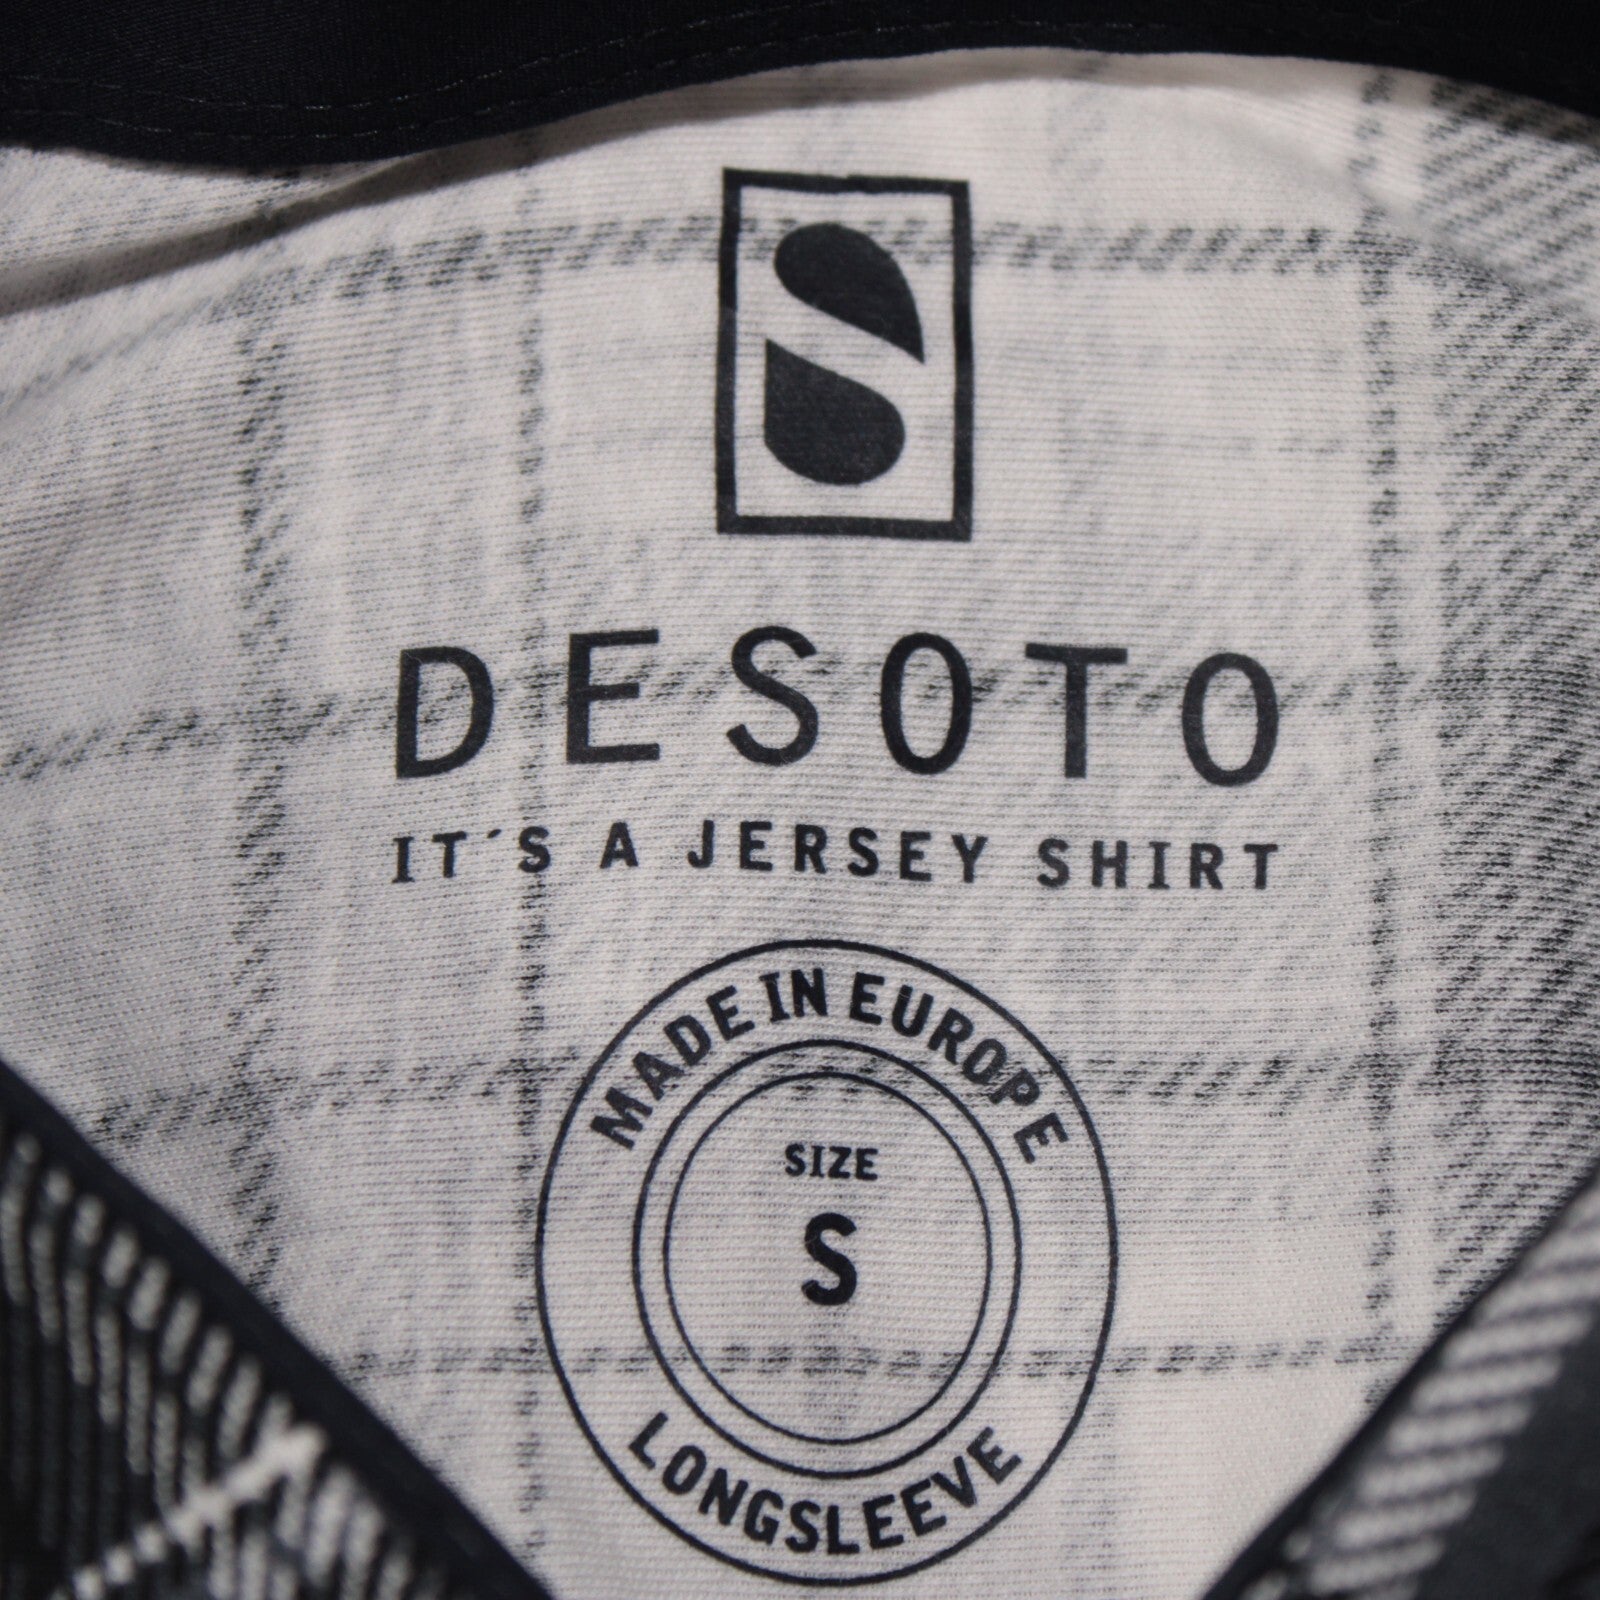 DESOTO
IT´S A JERSEY SHIRT
MADE IN EUROPE
SIZE
S
LONGSLEEVE